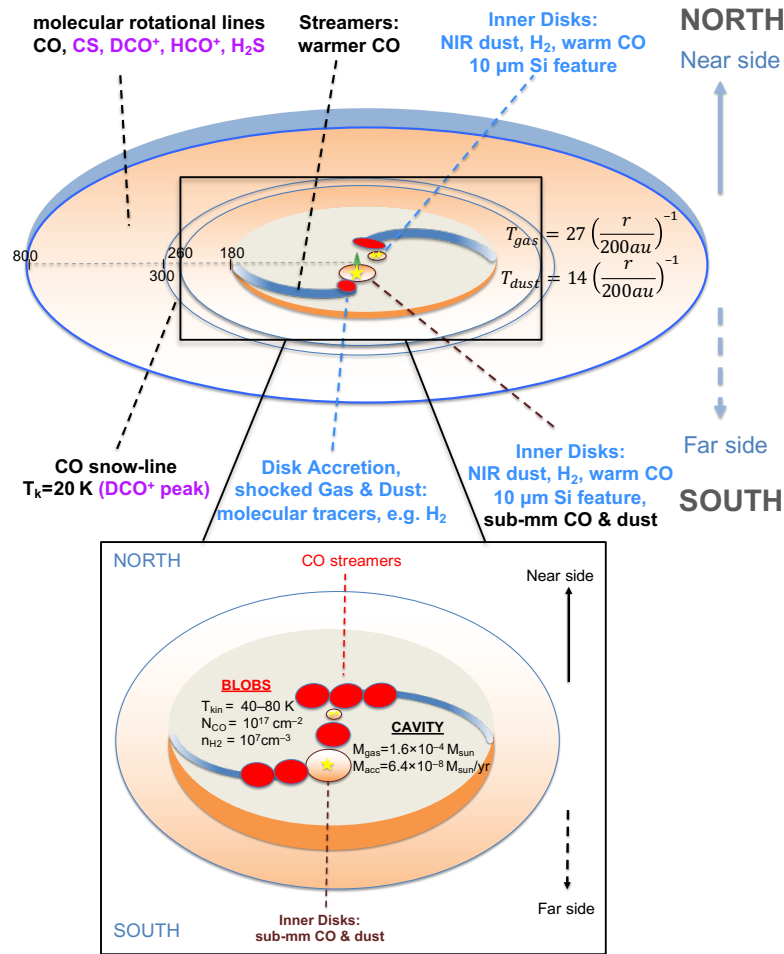 molecular rotational lines
CO, CS, DCO⁺, HCO⁺, H₂S
Streamers:
warmer CO
Inner Disks:
NIR dust, H₂, warm CO
10 µm Si feature
NORTH
Near side
T_gas = 27 (r/200au)⁻¹
T_dust = 14 (r/200au)⁻¹
800
300
260
180
Far side
SOUTH
CO snow-line
Tₖ=20 K (DCO⁺ peak)
Disk Accretion,
shocked Gas & Dust:
molecular tracers, e.g. H₂
Inner Disks:
NIR dust, H₂, warm CO
10 µm Si feature,
sub-mm CO & dust
NORTH
CO streamers
Near side
BLOBS
T_kin = 40–80 K
N_CO = 10¹⁷ cm⁻²
n_H2 = 10⁷cm⁻³
CAVITY
M_gas=1.6×10⁻⁴ M_sun
M_acc=6.4×10⁻⁸ M_sun/yr
Far side
Inner Disks:
sub-mm CO & dust
SOUTH